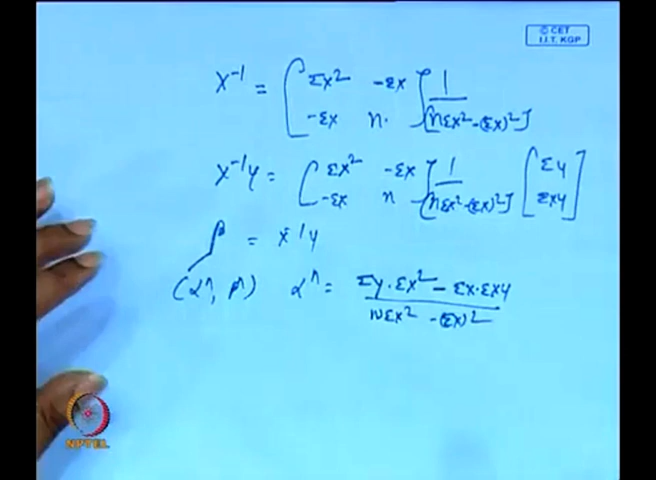 © CET
I.I.T. KGP
X⁻¹ = [ Σx² -Σx ; -Σx n. ] 1 / [nΣx² - (Σx)²]
X⁻¹y = [ Σx² -Σx ; -Σx n ] 1 / [nΣx² - (Σx)²] [ Σy ; Σxy ]
β = X⁻¹y
(α^, β^) α^ = Σy · Σx² - Σx · Σxy / NΣx² - (Σx)²
NPTEL